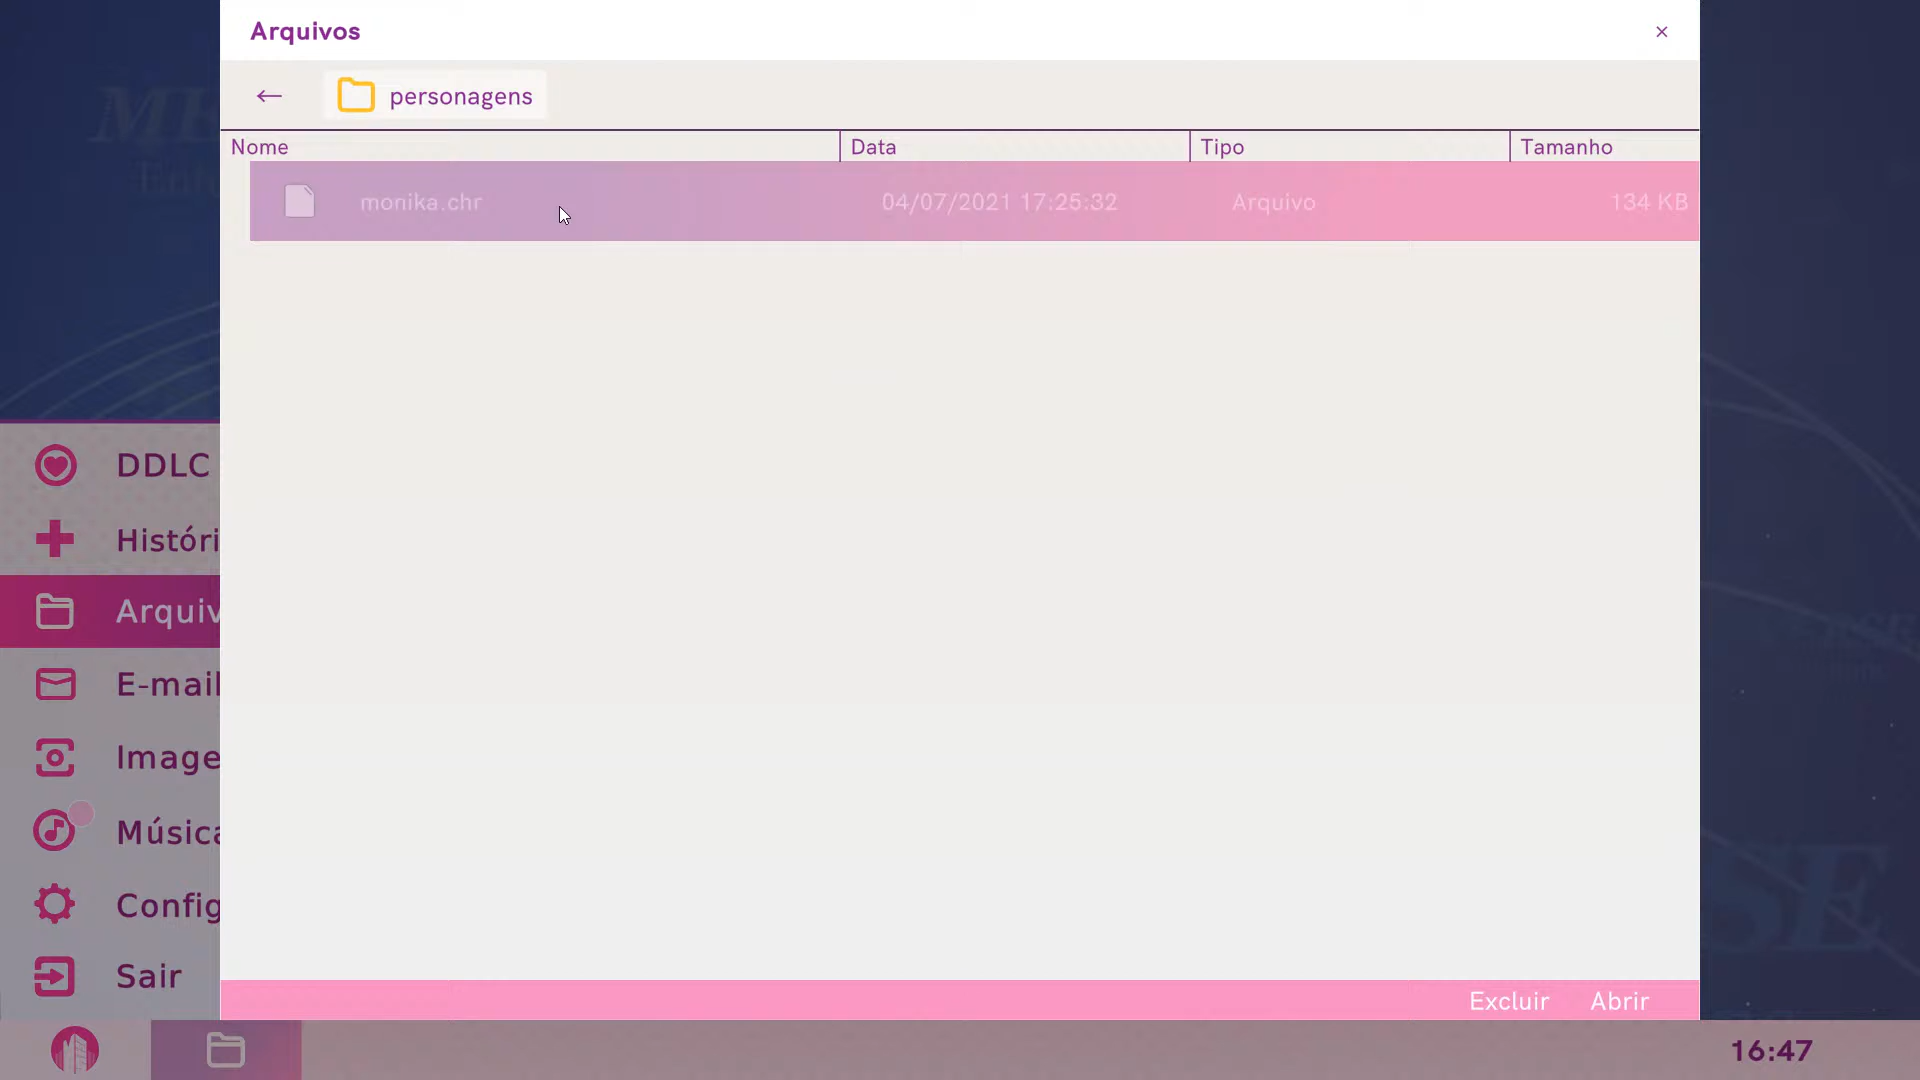 Arquivos
×
← personagens
Nome Data Tipo Tamanho
monika.chr 04/07/2021 17:25:32 Arquivo 134 KB
DDLC
Históri
Arquiv
E-mail
Image
Música
Config
Sair
Excluir Abrir
16:47